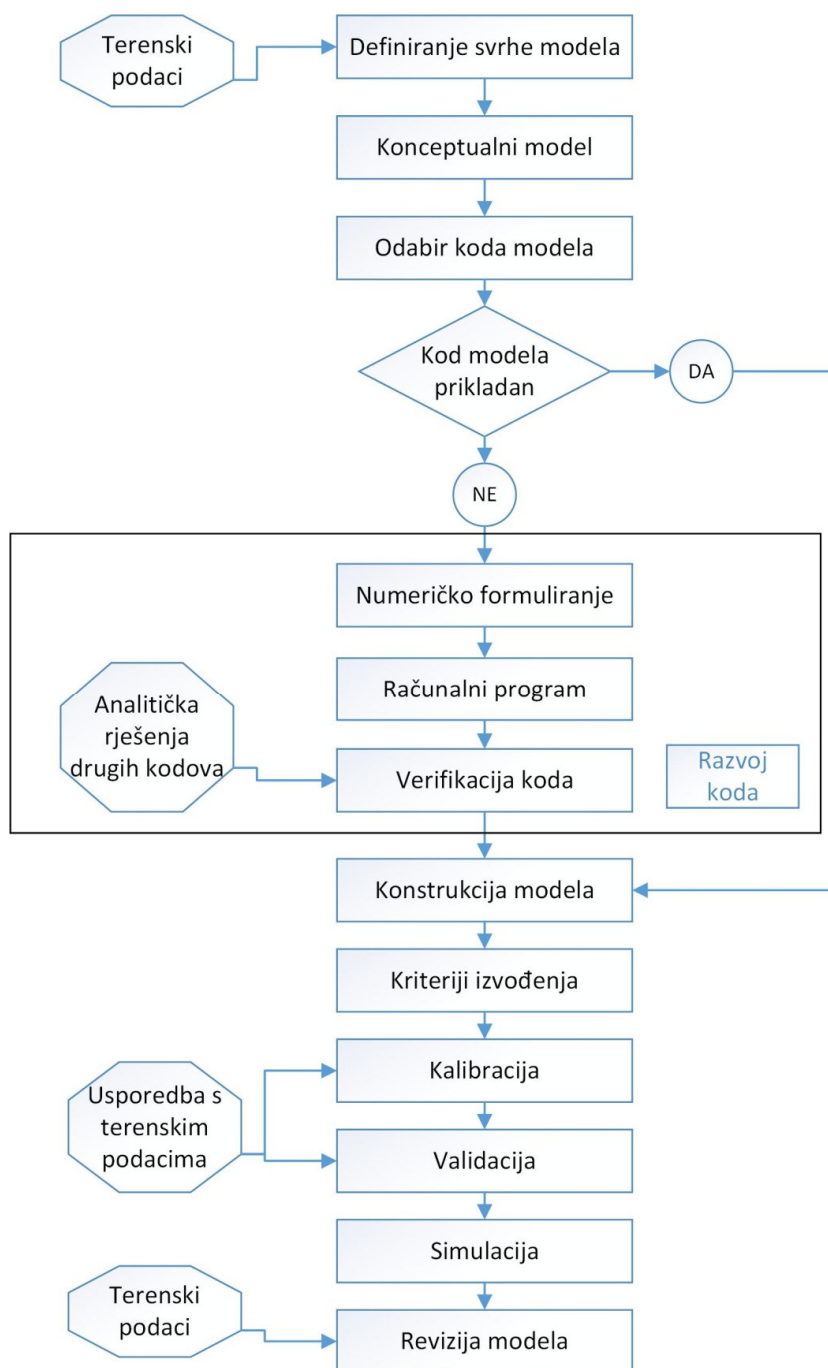 Terenski
podaci
Definiranje svrhe modela
Konceptualni model
Odabir koda modela
Kod modela
prikladan
DA
NE
Numeričko formuliranje
Računalni program
Analitička
rješenja
drugih kodova
Verifikacija koda
Razvoj
koda
Konstrukcija modela
Kriteriji izvođenja
Kalibracija
Usporedba s
terenskim
podacima
Validacija
Simulacija
Terenski
podaci
Revizija modela